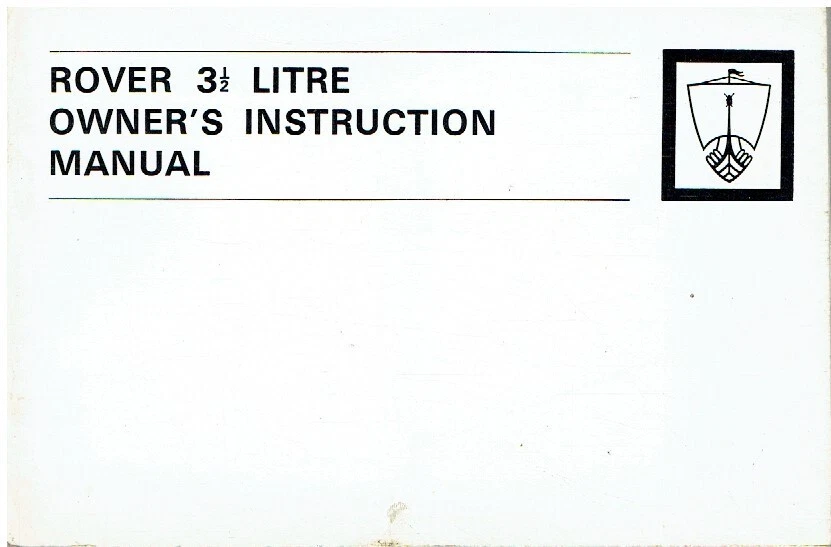 ROVER 3½ LITRE
OWNER'S INSTRUCTION
MANUAL